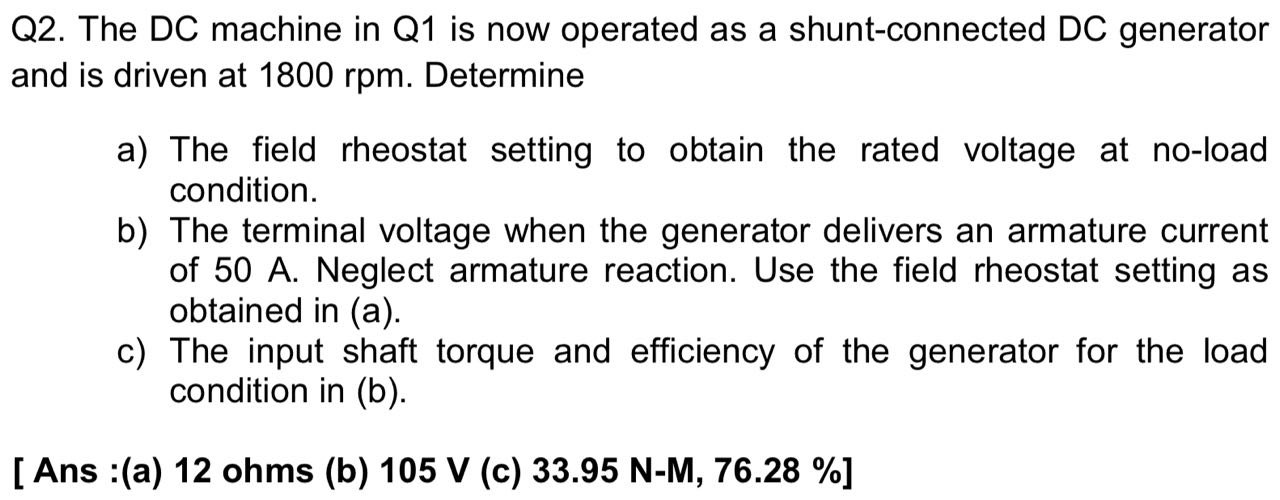 Q2. The DC machine in Q1 is now operated as a shunt-connected DC generator
and is driven at 1800 rpm. Determine
a) The field rheostat setting to obtain the rated voltage at no-load
condition.
b) The terminal voltage when the generator delivers an armature current
of 50 A. Neglect armature reaction. Use the field rheostat setting as
obtained in (a).
c) The input shaft torque and efficiency of the generator for the load
condition in (b).
[ Ans :(a) 12 ohms (b) 105 V (c) 33.95 N-M, 76.28 %]